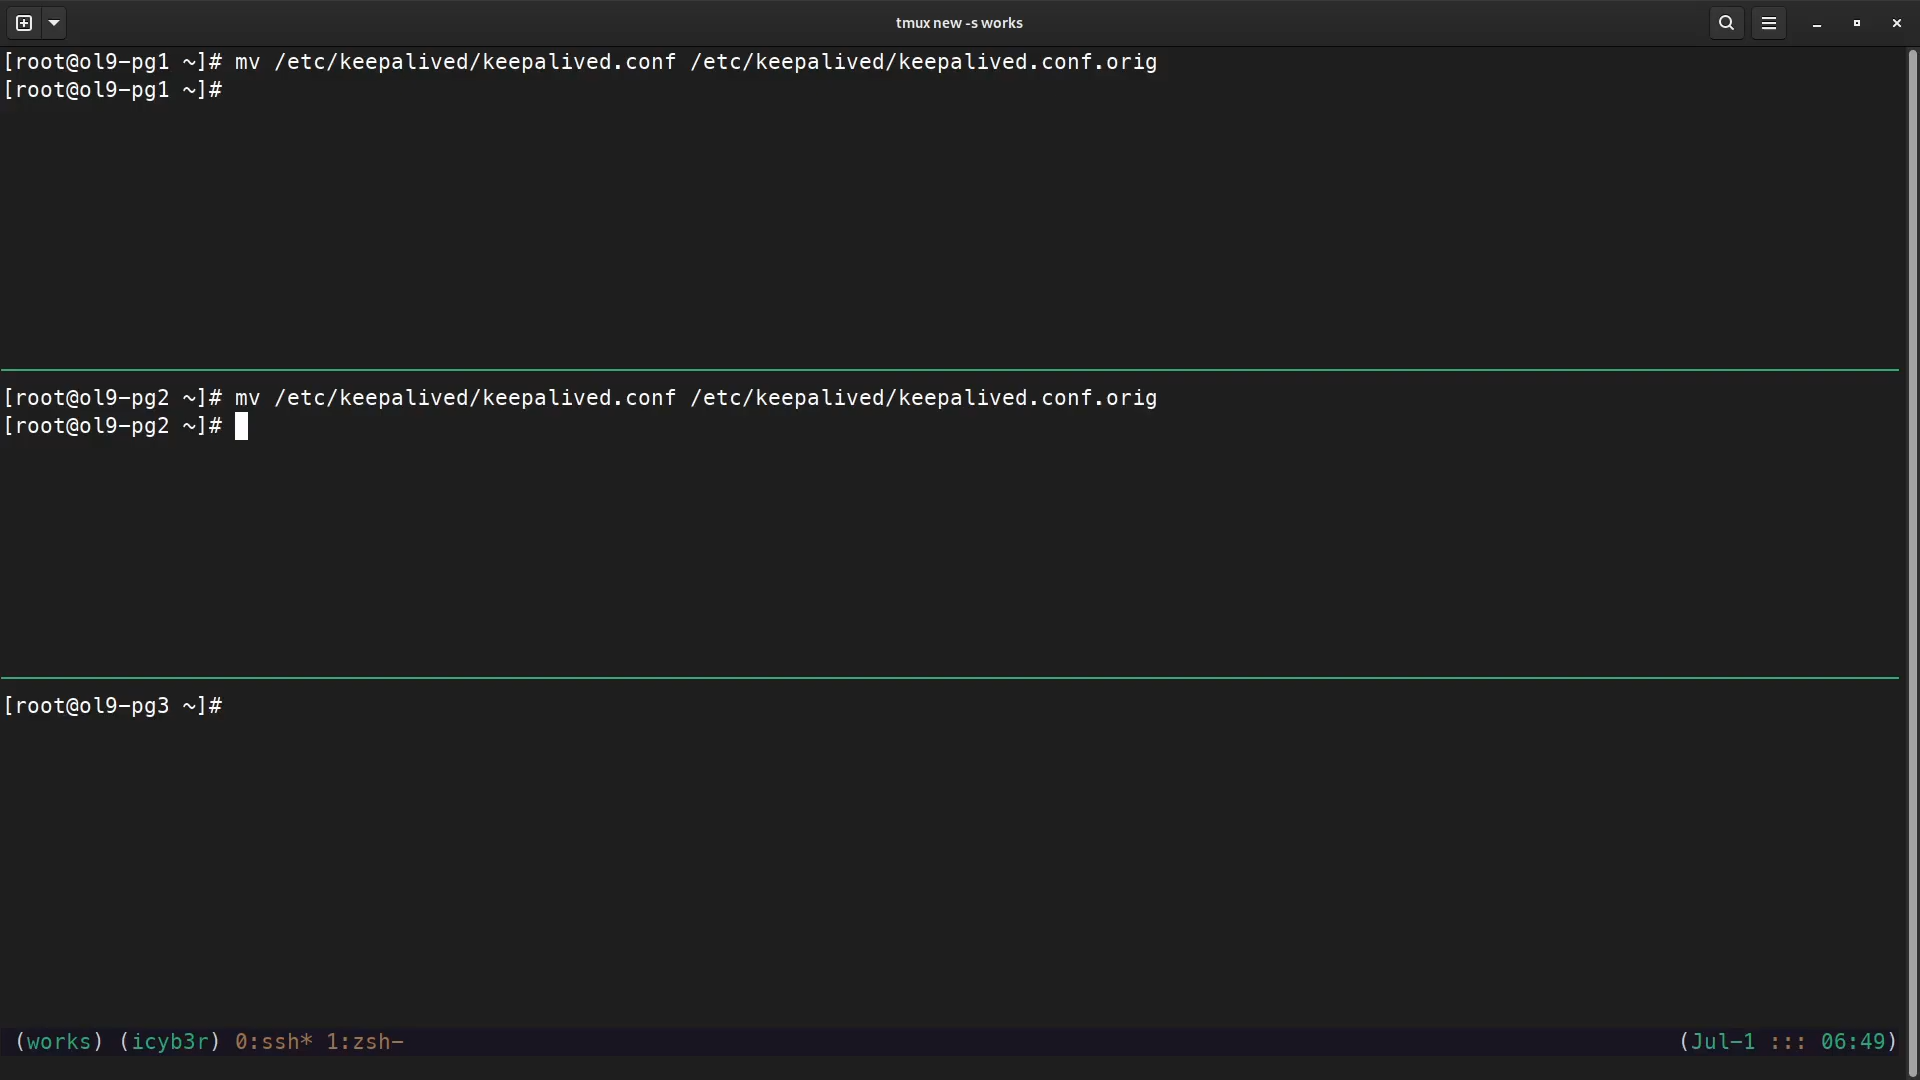 tmux new -s works
[root@ol9-pg1 ~]# mv /etc/keepalived/keepalived.conf /etc/keepalived/keepalived.conf.orig
[root@ol9-pg1 ~]#
[root@ol9-pg2 ~]# mv /etc/keepalived/keepalived.conf /etc/keepalived/keepalived.conf.orig
[root@ol9-pg2 ~]#
[root@ol9-pg3 ~]#
(works) (icyb3r) 0:ssh* 1:zsh- (Jul-1 ::: 06:49)